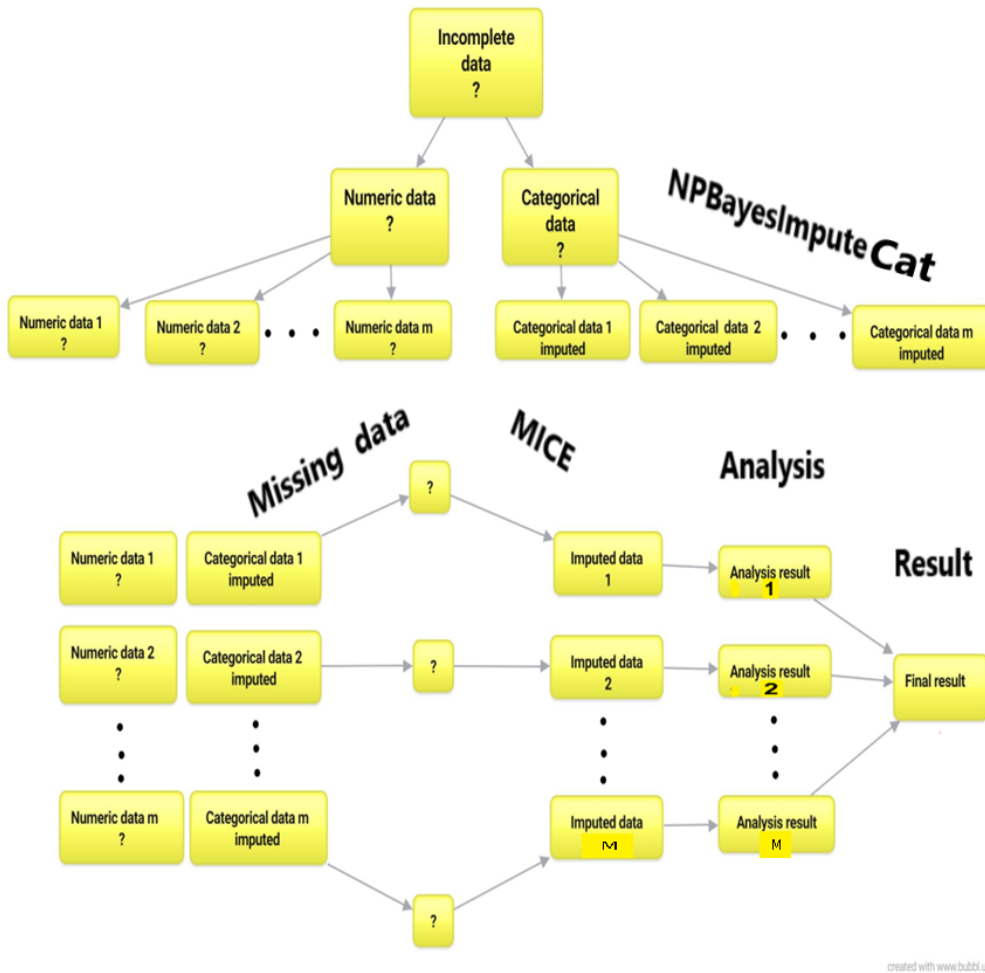 Incomplete
data
?
Numeric data
?
Categorical
data
?
NPBayesImputeCat
Numeric data 1
?
Numeric data 2
?
Numeric data m
?
Categorical data 1
imputed
Categorical data 2
imputed
Categorical data m
imputed
Missing data
MICE
Analysis
Result
?
Numeric data 1
?
Categorical data 1
imputed
Imputed data
1
Analysis result
1
Numeric data 2
?
Categorical data 2
imputed
?
Imputed data
2
Analysis result
2
Final result
Numeric data m
?
Categorical data m
imputed
?
Imputed data
M
Analysis result
M
created with www.bubbl.u